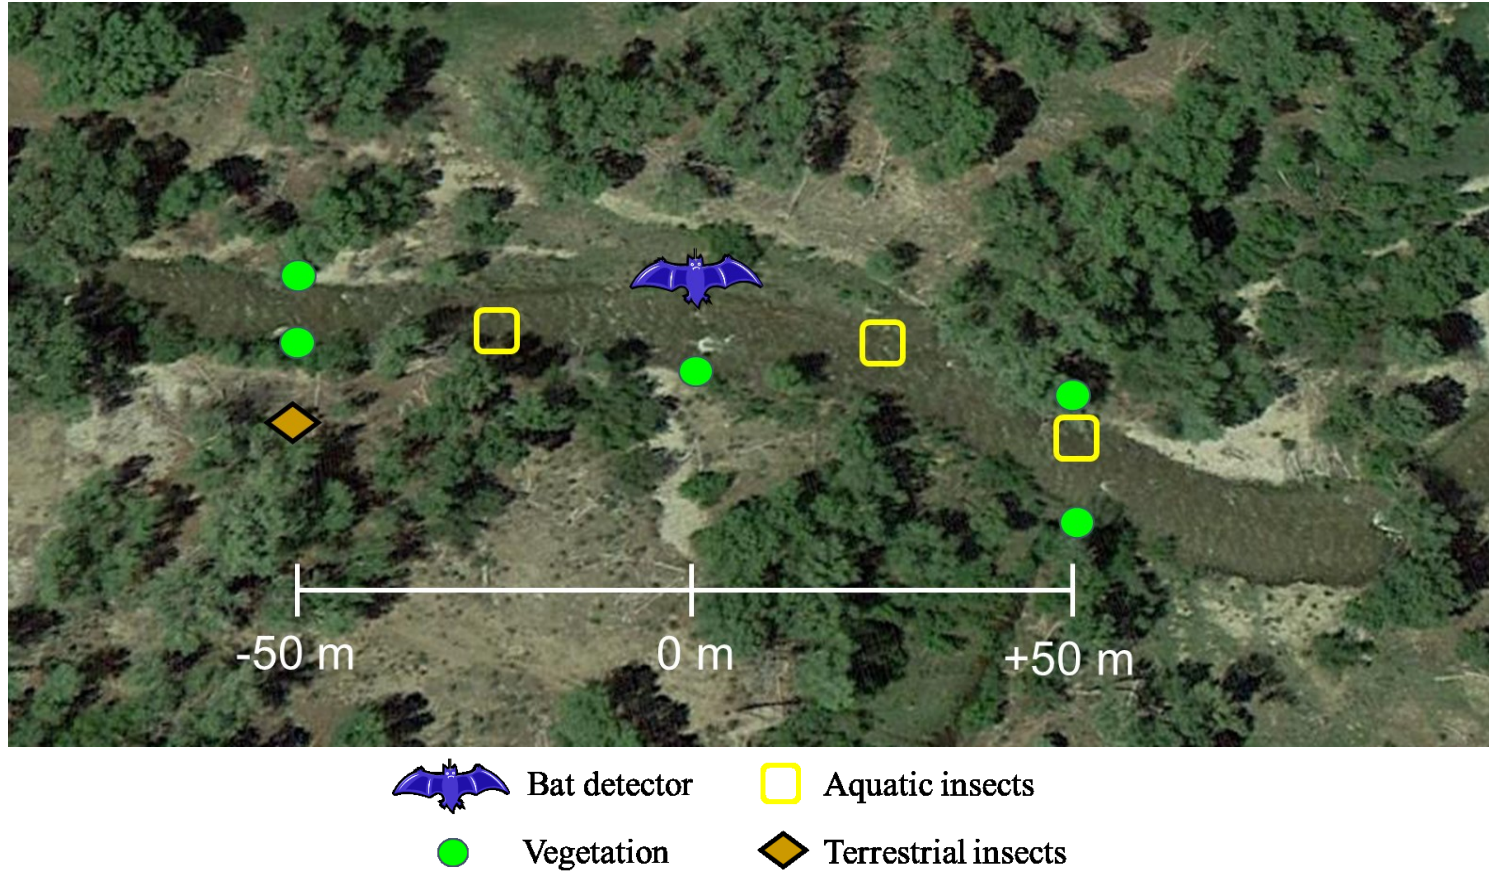 -50 m 0 m +50 m
Bat detector Aquatic insects
Vegetation Terrestrial insects